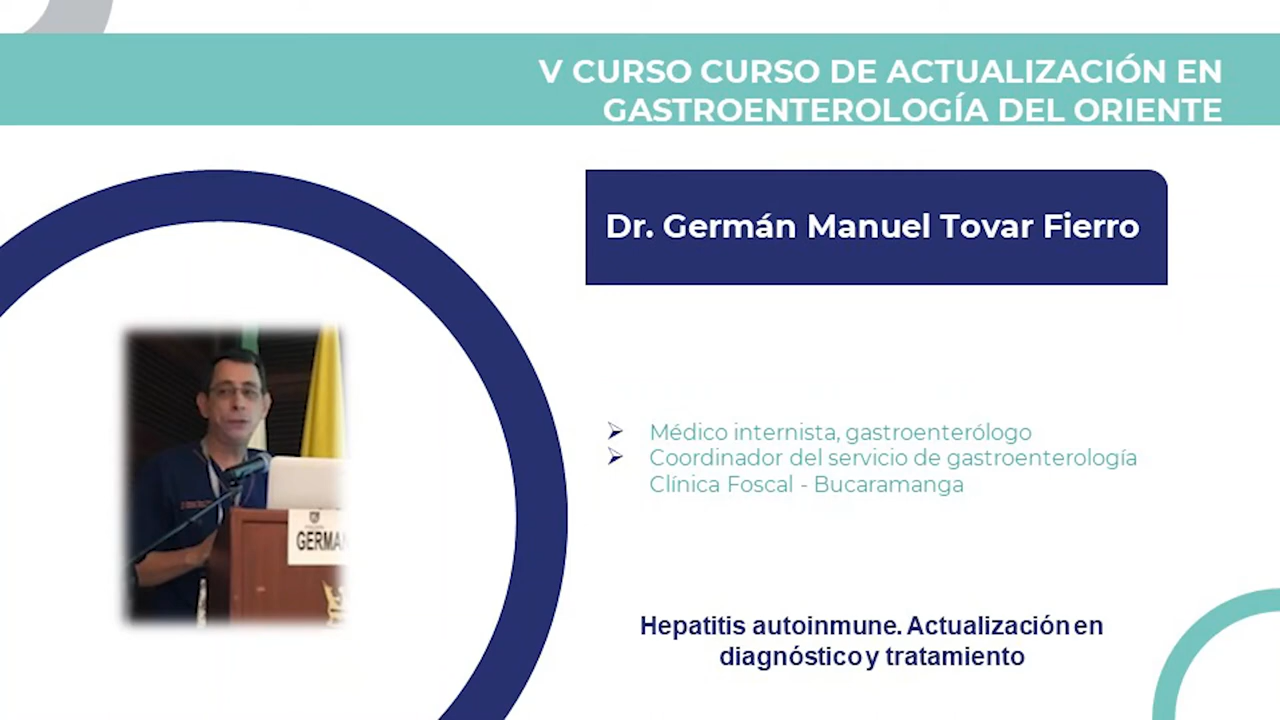 V CURSO CURSO DE ACTUALIZACIÓN EN
GASTROENTEROLOGÍA DEL ORIENTE
Dr. Germán Manuel Tovar Fierro
Médico internista, gastroenterólogo
Coordinador del servicio de gastroenterología
Clínica Foscal - Bucaramanga
GERMAN
Hepatitis autoinmune. Actualización en
diagnóstico y tratamiento